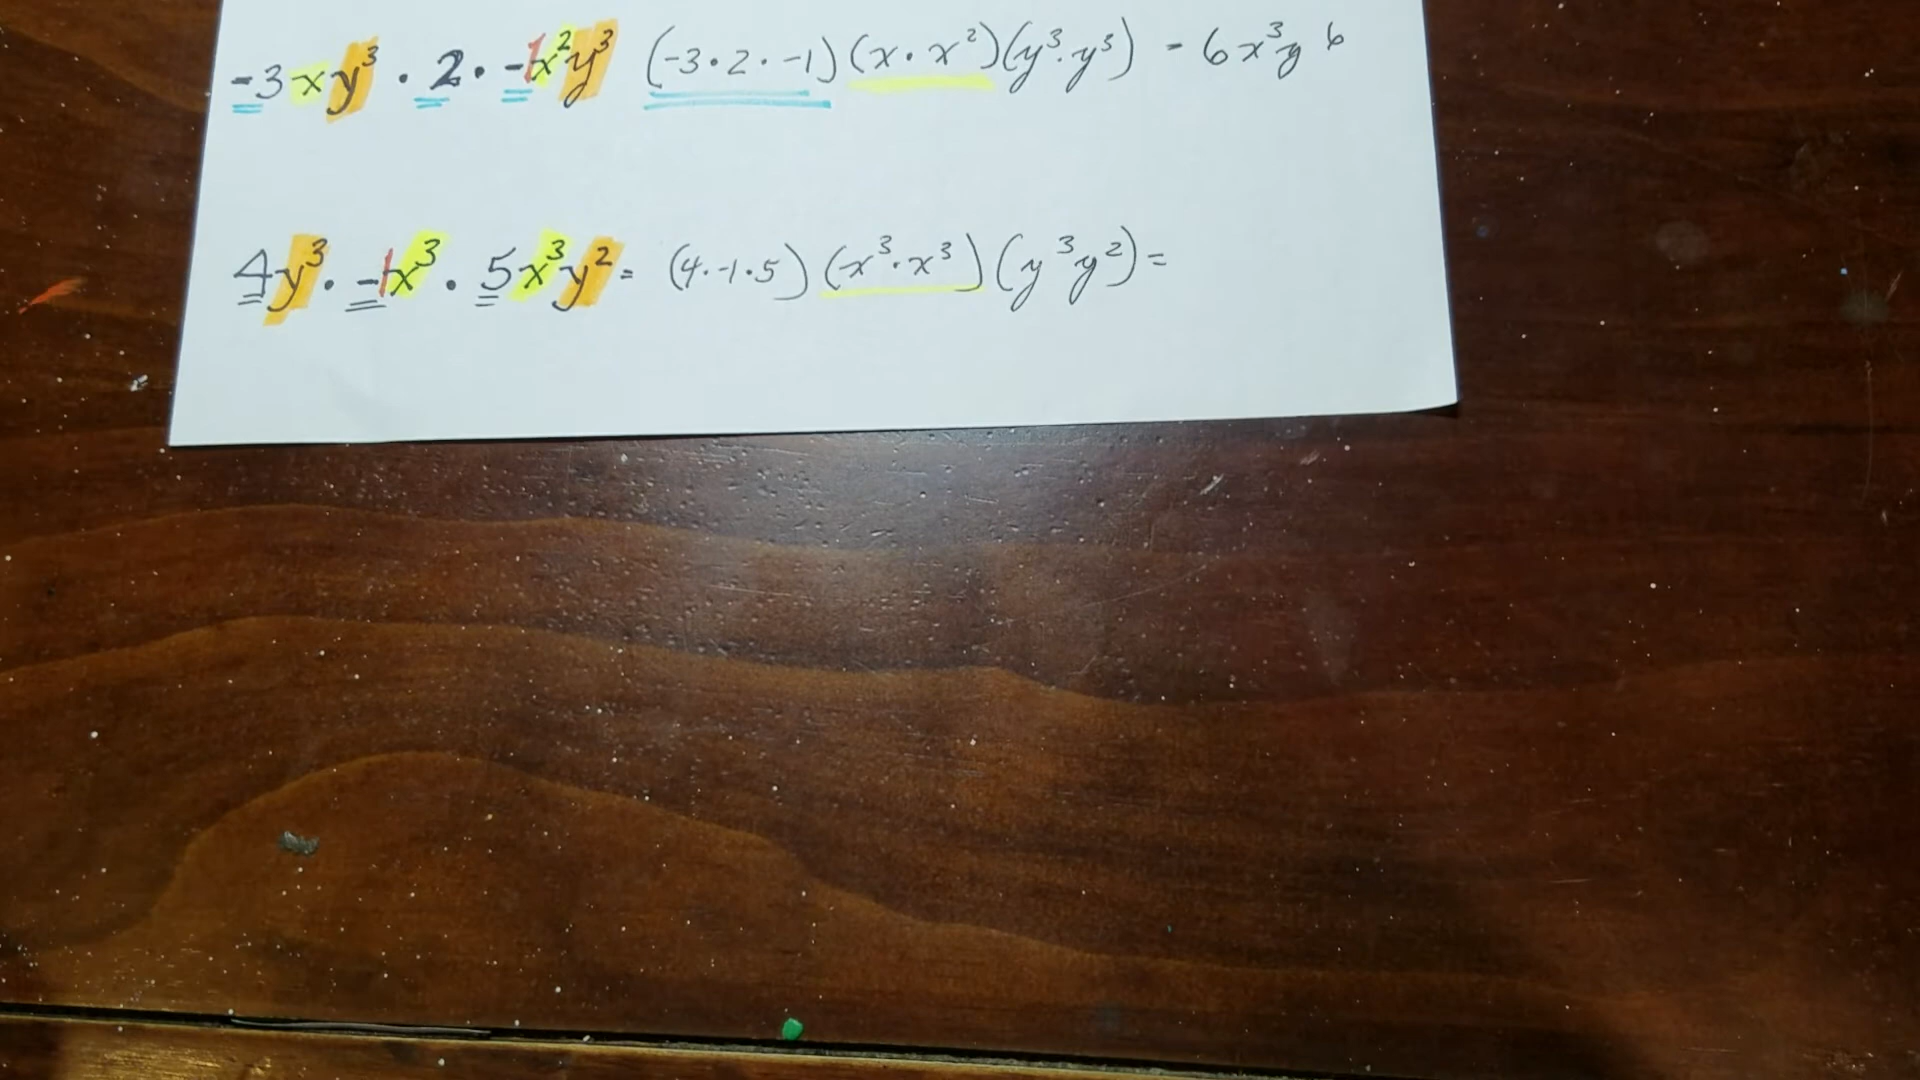 -3xy³ · 2 · -1x²y³ (-3·2·-1)(x·x²)(y³·y³) - 6x³y⁶
4y³ · -1x³ · 5x³y² = (4·-1·5)(x³·x³)(y³y²)=